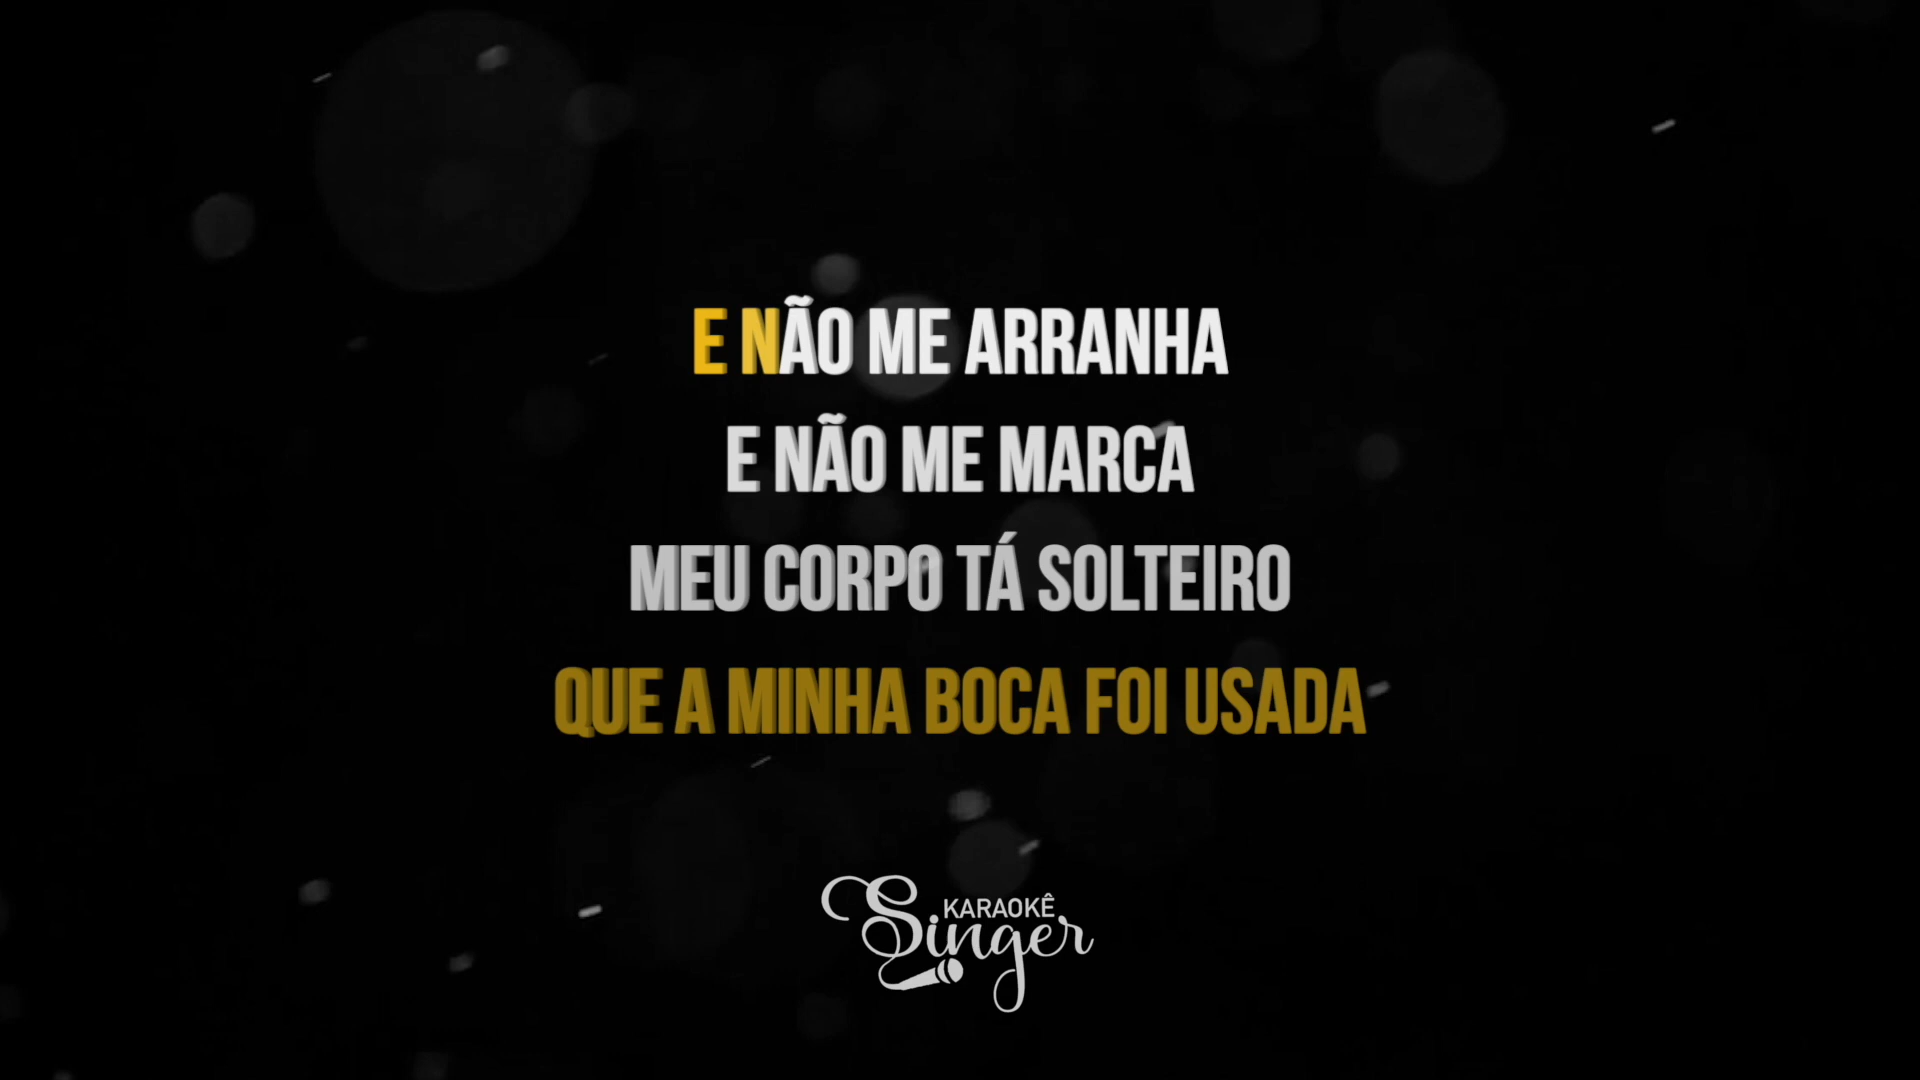 E NÃO ME ARRANHA
E NÃO ME MARCA
MEU CORPO TÁ SOLTEIRO
QUE A MINHA BOCA FOI USADA
KARAOKÊ
Singer